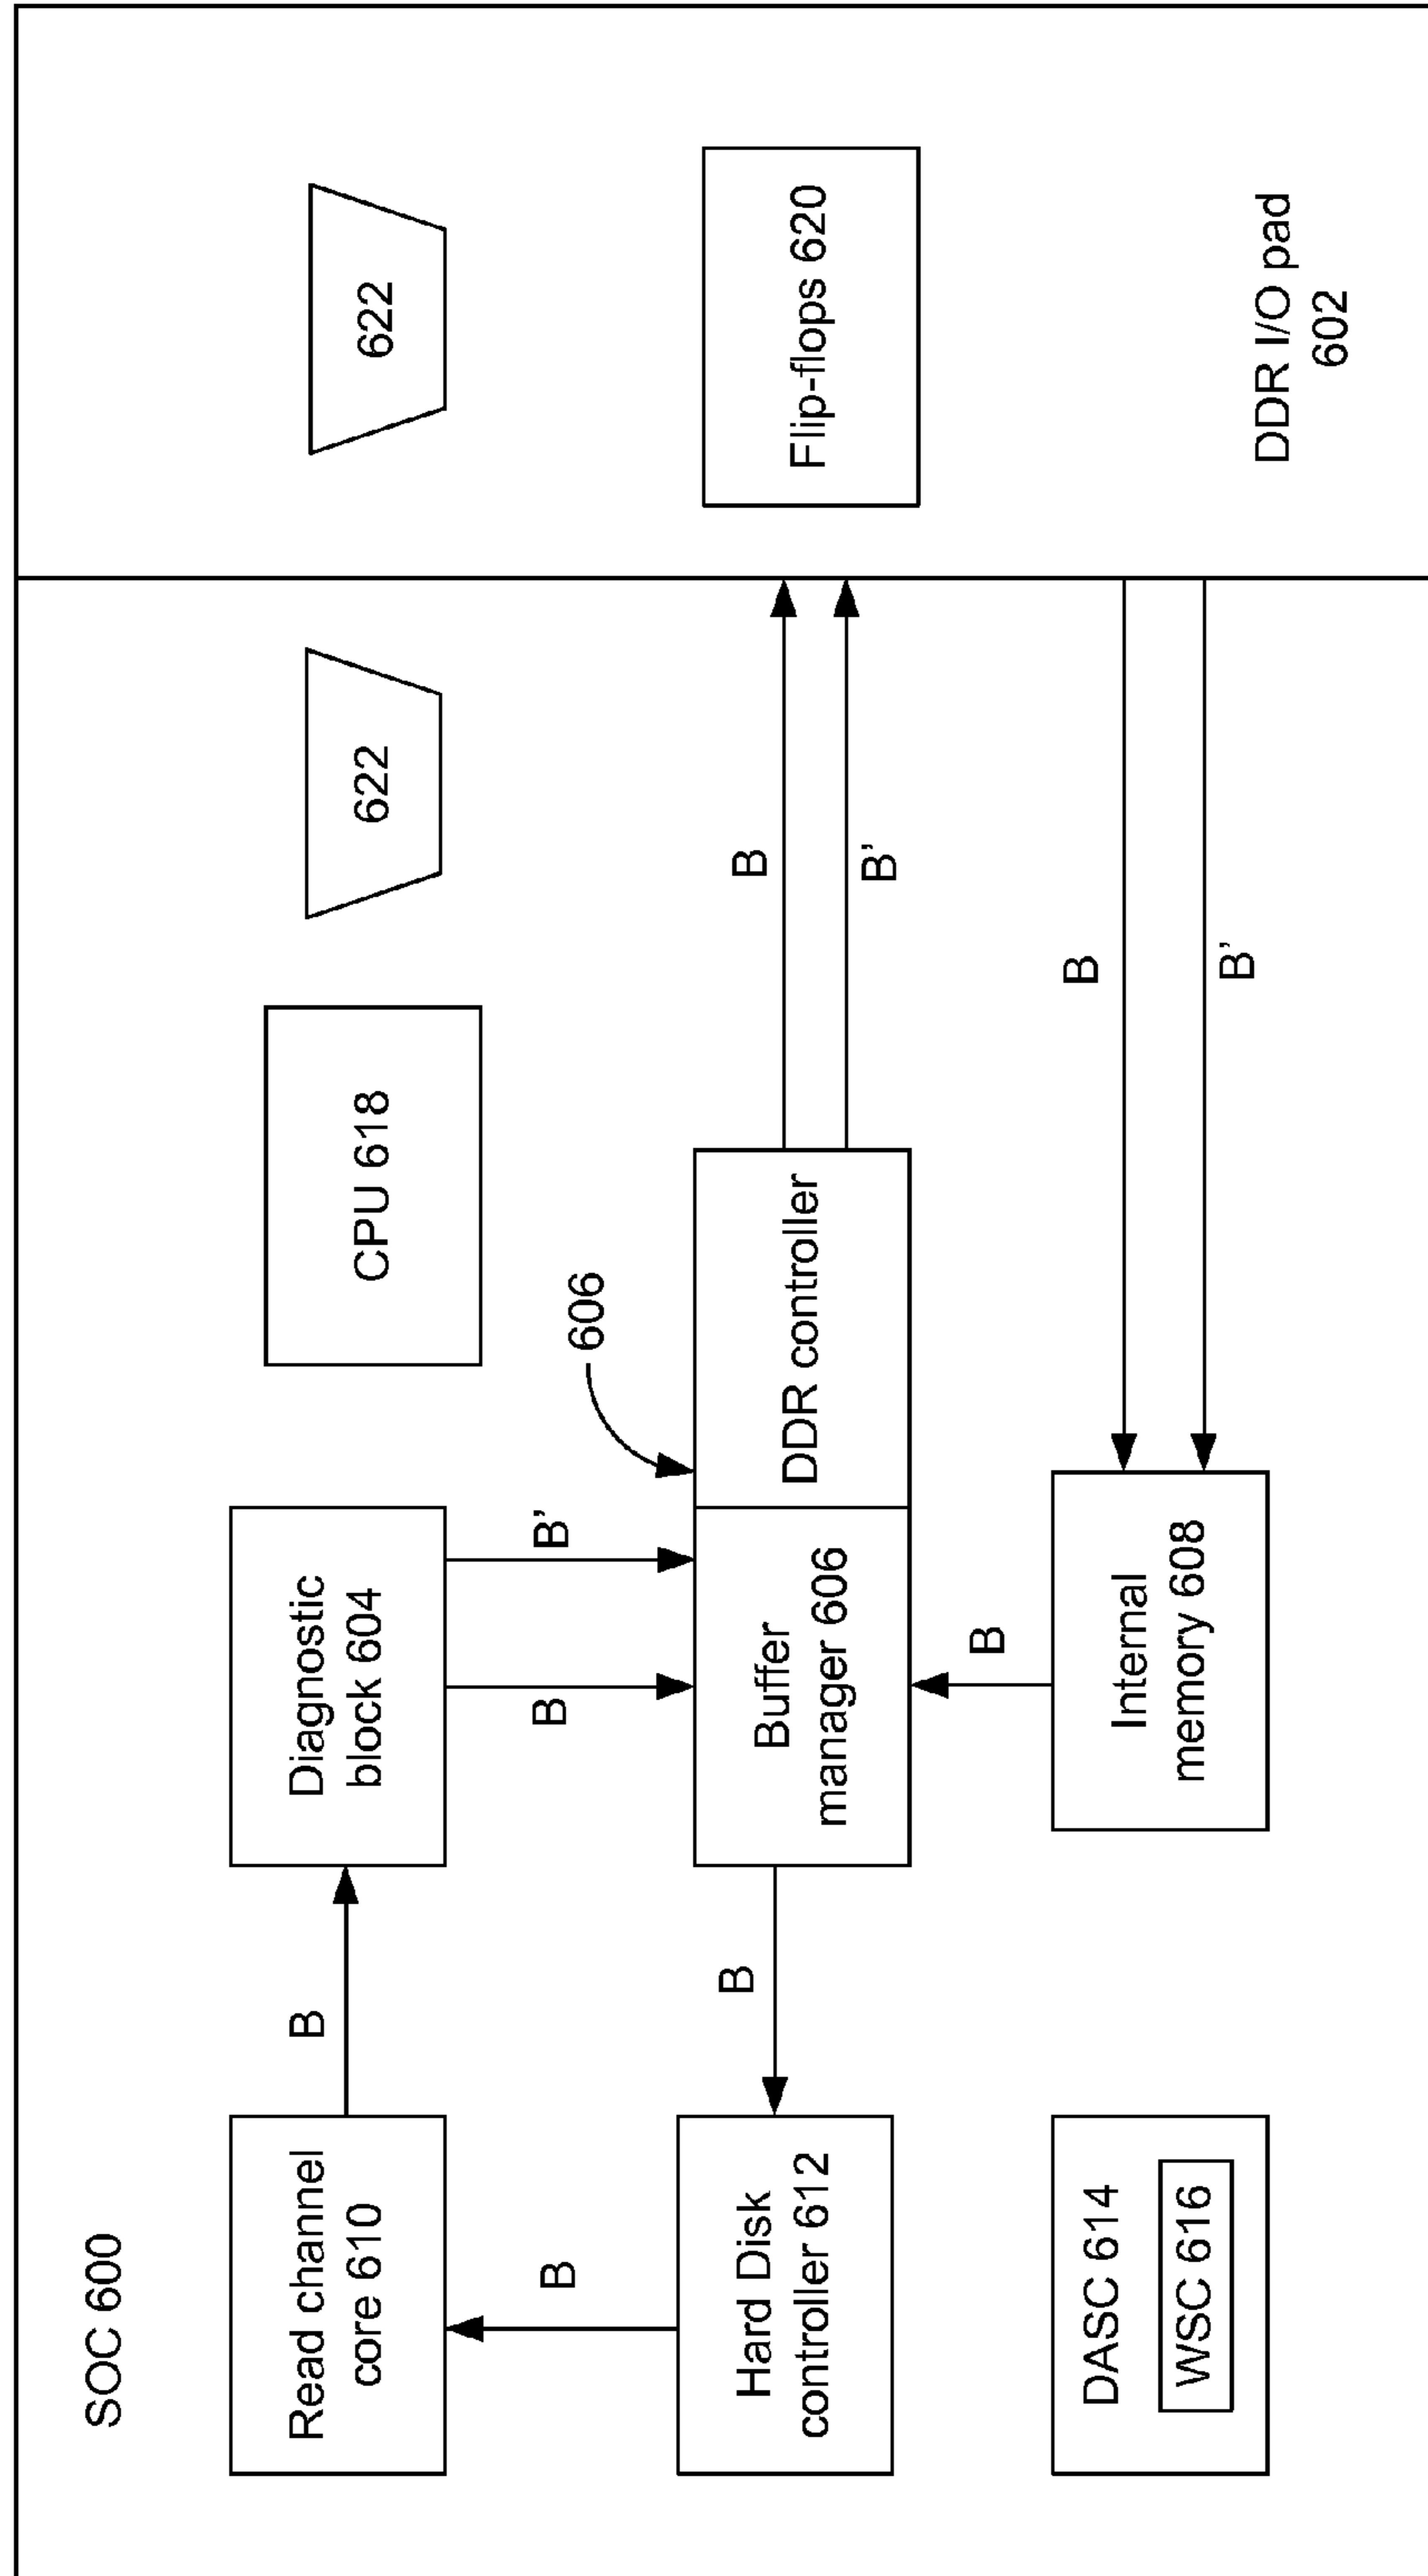 SOC 600
Read channel
core 610
B
Diagnostic
block 604
CPU 618
622
622
B
B
B'
606
Hard Disk
controller 612
B
Buffer
manager 606
DDR controller
B
B'
Flip-flops 620
B
B
B'
DASC 614
WSC 616
Internal
memory 608
DDR I/O pad
602